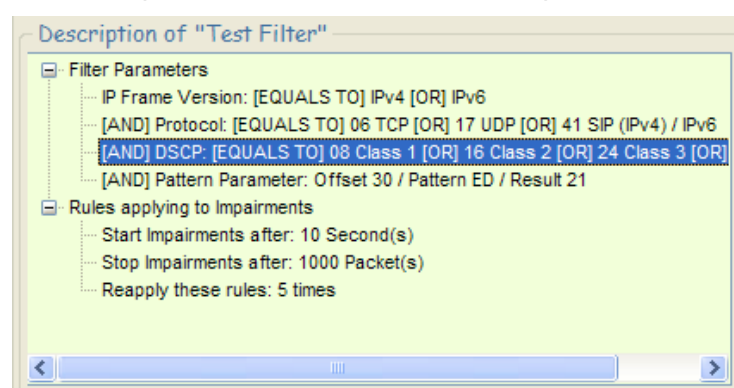 Description of "Test Filter"
Filter Parameters
IP Frame Version: [EQUALS TO] IPv4 [OR] IPv6
[AND] Protocol: [EQUALS TO] 06 TCP [OR] 17 UDP [OR] 41 SIP (IPv4) / IPv6
[AND] DSCP: [EQUALS TO] 08 Class 1 [OR] 16 Class 2 [OR] 24 Class 3 [OR]
[AND] Pattern Parameter: Offset 30 / Pattern ED / Result 21
Rules applying to Impairments
Start Impairments after: 10 Second(s)
Stop Impairments after: 1000 Packet(s)
Reapply these rules: 5 times